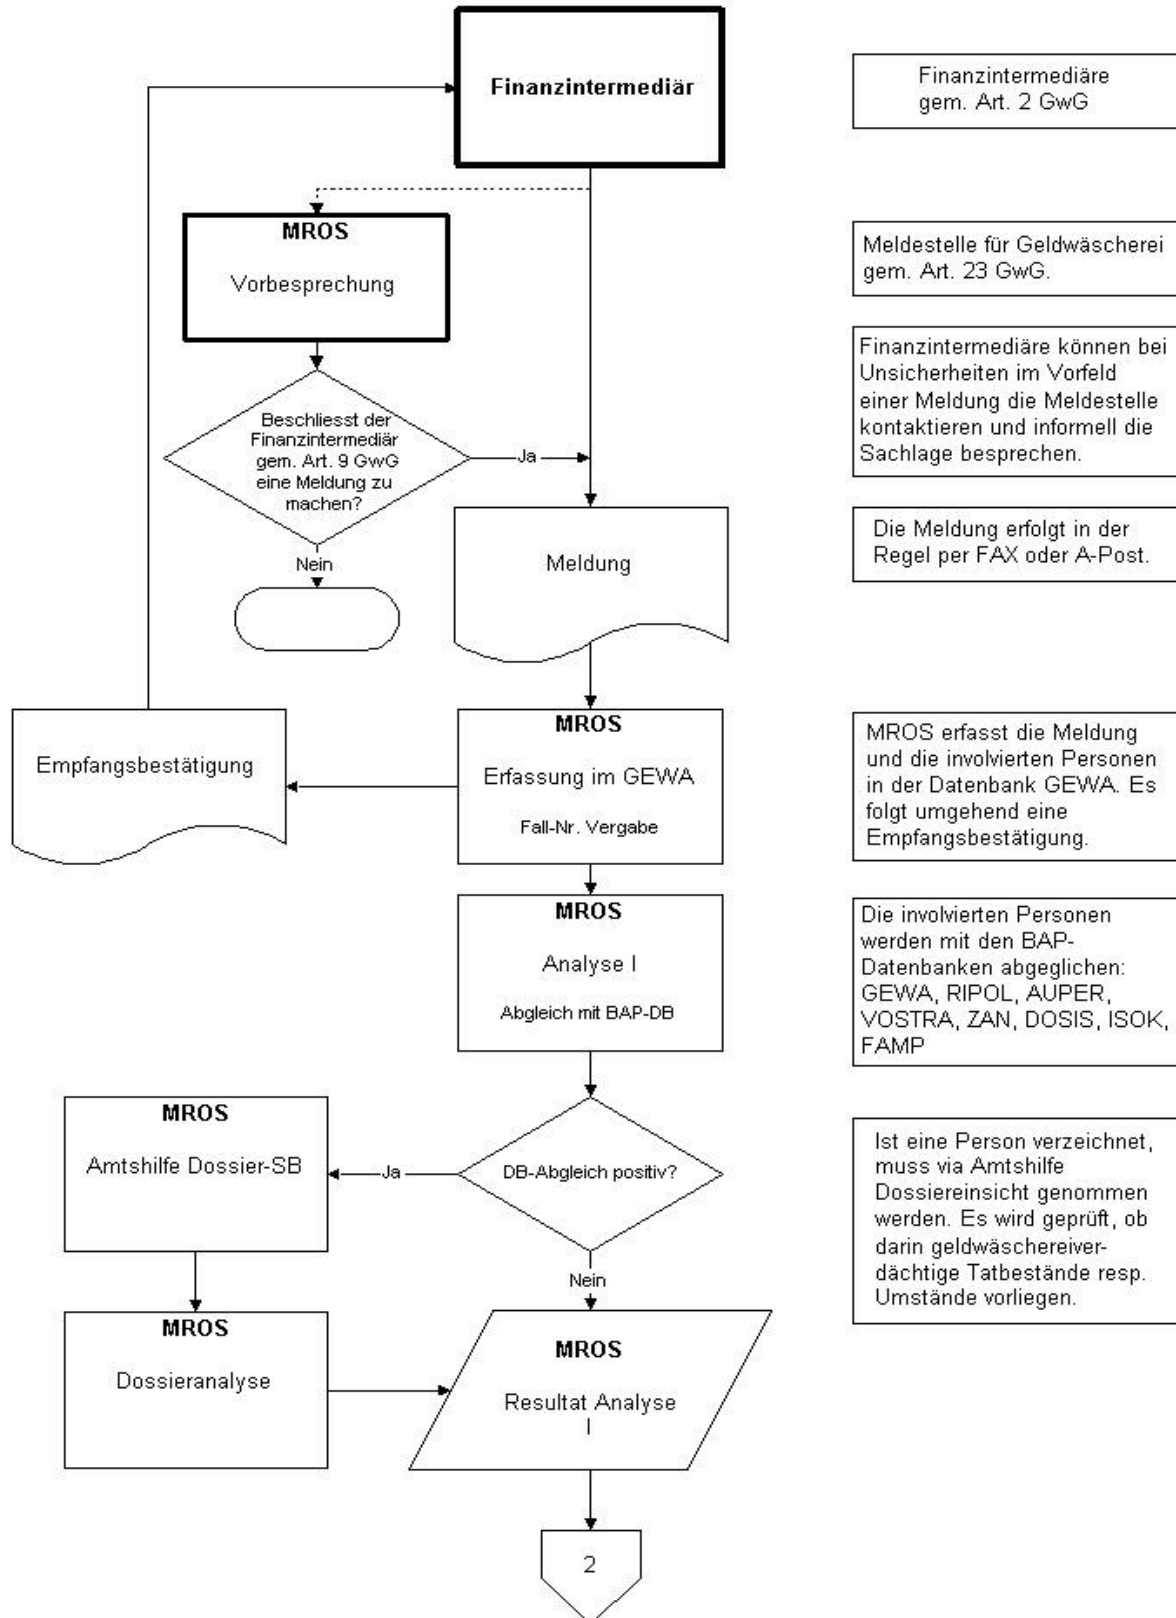 Finanzintermediär
Finanzintermediäre
gem. Art. 2 GwG
MROS
Vorbesprechung
Meldestelle für Geldwäscherei
gem. Art. 23 GwG.
Finanzintermediäre können bei
Unsicherheiten im Vorfeld
einer Meldung die Meldestelle
kontaktieren und informell die
Sachlage besprechen.
Beschliesst der
Finanzintermediär
gem. Art. 9 GwG
eine Meldung zu
machen?
Ja
Nein
Meldung
Die Meldung erfolgt in der
Regel per FAX oder A-Post.
Empfangsbestätigung
MROS
Erfassung im GEWA
Fall-Nr. Vergabe
MROS erfasst die Meldung
und die involvierten Personen
in der Datenbank GEWA. Es
folgt umgehend eine
Empfangsbestätigung.
MROS
Analyse I
Abgleich mit BAP-DB
Die involvierten Personen
werden mit den BAP-
Datenbanken abgeglichen:
GEWA, RIPOL, AUPER,
VOSTRA, ZAN, DOSIS, ISOK,
FAMP
MROS
Amtshilfe Dossier-SB
Ja
DB-Abgleich positiv?
Nein
Ist eine Person verzeichnet,
muss via Amtshilfe
Dossiereinsicht genommen
werden. Es wird geprüft, ob
darin geldwäschereiver-
dächtige Tatbestände resp.
Umstände vorliegen.
MROS
Dossieranalyse
MROS
Resultat Analyse
I
2